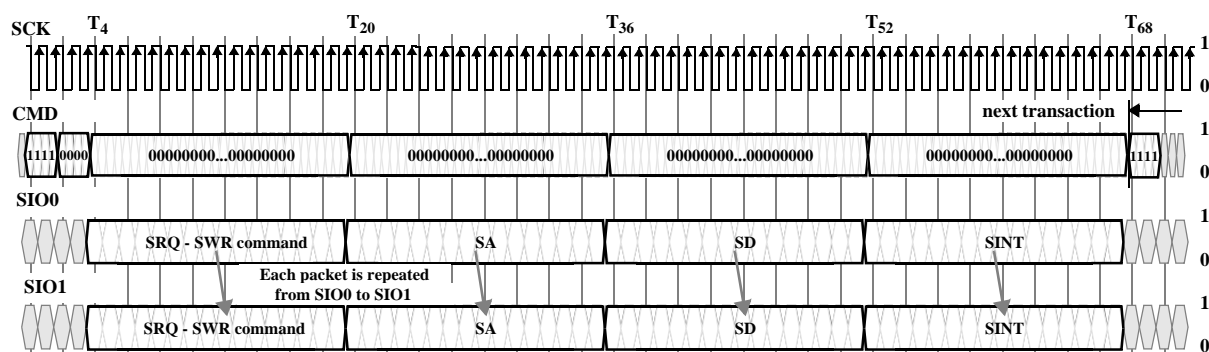 SCK T4 T20 T36 T52 T68
1
0
CMD next transaction
1
1111 0000 00000000...00000000 00000000...00000000 00000000...00000000 00000000...00000000 1111
0
SIO0
1
SRQ - SWR command SA SD SINT
0
Each packet is repeated
from SIO0 to SIO1
SIO1
1
SRQ - SWR command SA SD SINT
0